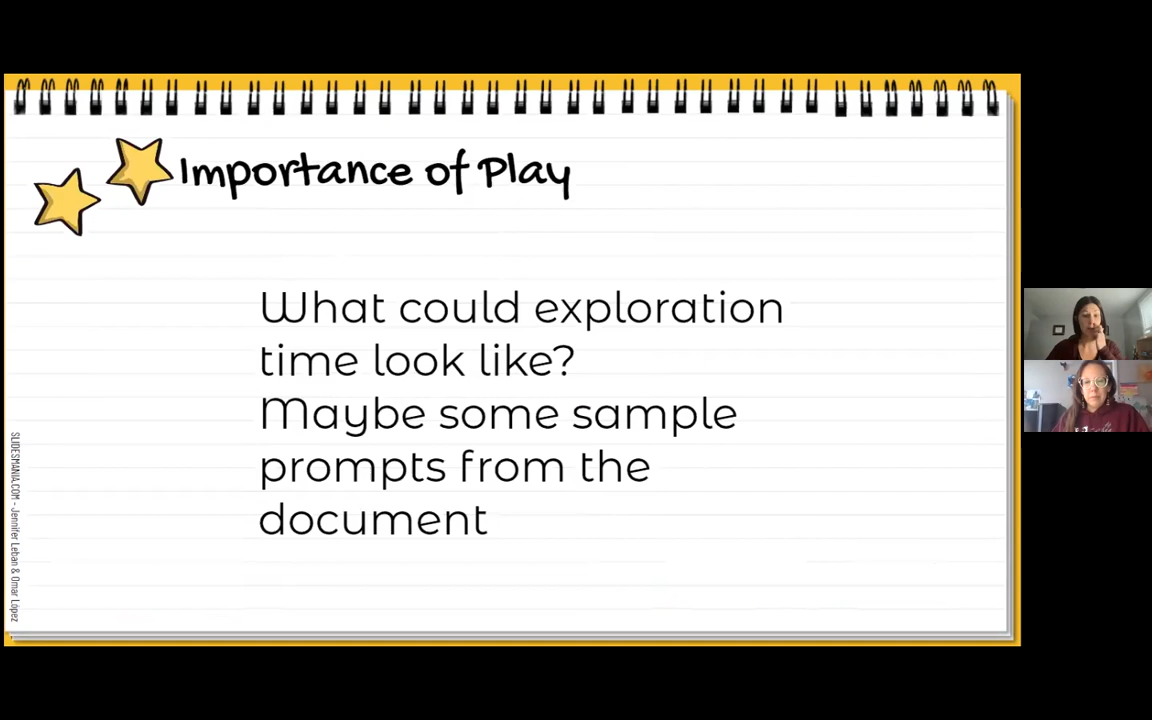 Importance of Play
What could exploration
time look like?
Maybe some sample
prompts from the
document
SLIDESMANIA.COM - Jennifer Leban & Omar López